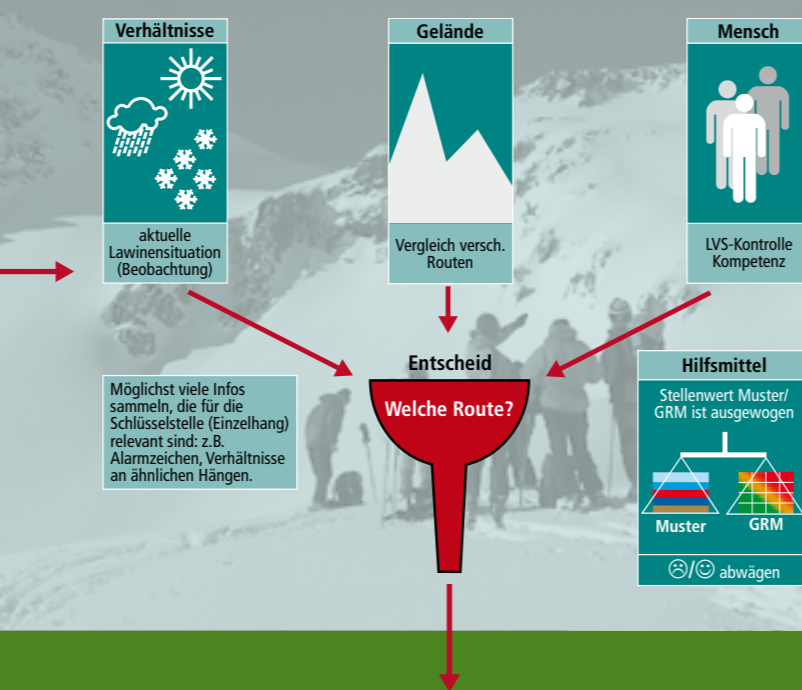 Verhältnisse
aktuelle
Lawinensituation
(Beobachtung)
Gelände
Vergleich versch.
Routen
Mensch
LVS-Kontrolle
Kompetenz
Möglichst viele Infos
sammeln, die für die
Schlüsselstelle (Einzelhang)
relevant sind: z.B.
Alarmzeichen, Verhältnisse
an ähnlichen Hängen.
Entscheid
Welche Route?
Hilfsmittel
Stellenwert Muster/
GRM ist ausgewogen
Muster
GRM
☹/☺ abwägen